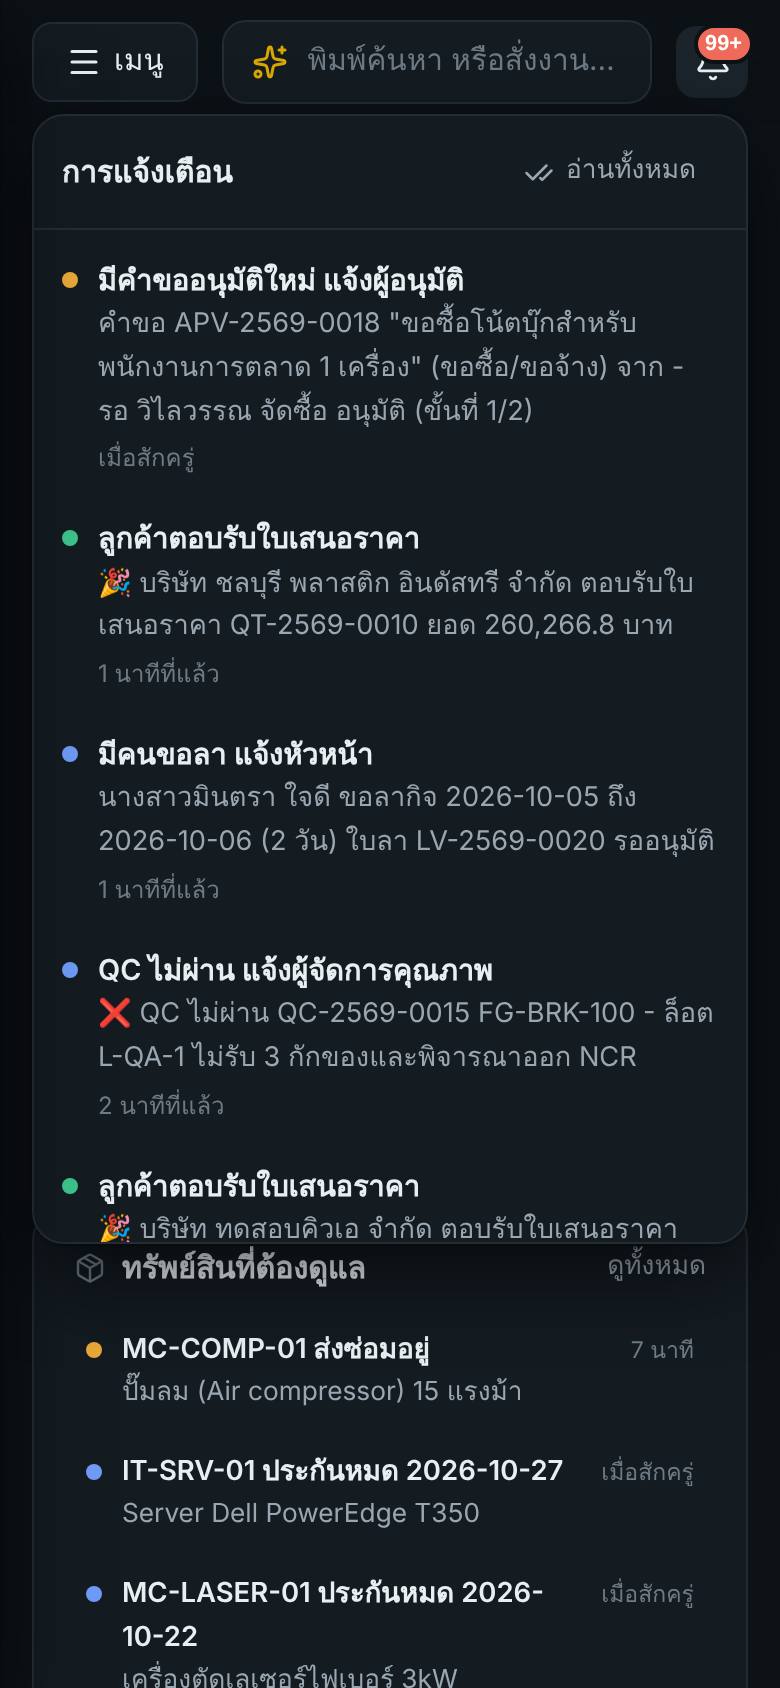 เมนู
พิมพ์ค้นหา หรือสั่งงาน...
99+
การแจ้งเตือน
อ่านทั้งหมด
มีคำขออนุมัติใหม่ แจ้งผู้อนุมัติ
คำขอ APV-2569-0018 "ขอซื้อโน้ตบุ๊กสำหรับ
พนักงานการตลาด 1 เครื่อง" (ขอซื้อ/ขอจ้าง) จาก -
รอ วิไลวรรณ จัดซื้อ อนุมัติ (ขั้นที่ 1/2)
เมื่อสักครู่
ลูกค้าตอบรับใบเสนอราคา
🎉 บริษัท ชลบุรี พลาสติก อินดัสทรี จำกัด ตอบรับใบ
เสนอราคา QT-2569-0010 ยอด 260,266.8 บาท
1 นาทีที่แล้ว
มีคนขอลา แจ้งหัวหน้า
นางสาวมินตรา ใจดี ขอลากิจ 2026-10-05 ถึง
2026-10-06 (2 วัน) ใบลา LV-2569-0020 รออนุมัติ
1 นาทีที่แล้ว
QC ไม่ผ่าน แจ้งผู้จัดการคุณภาพ
❌ QC ไม่ผ่าน QC-2569-0015 FG-BRK-100 - ล็อต
L-QA-1 ไม่รับ 3 กักของและพิจารณาออก NCR
2 นาทีที่แล้ว
ลูกค้าตอบรับใบเสนอราคา
🎉 บริษัท ทดสอบคิวเอ จำกัด ตอบรับใบเสนอราคา
ทรัพย์สินที่ต้องดูแล
ดูทั้งหมด
MC-COMP-01 ส่งซ่อมอยู่
7 นาที
ปั๊มลม (Air compressor) 15 แรงม้า
IT-SRV-01 ประกันหมด 2026-10-27
เมื่อสักครู่
Server Dell PowerEdge T350
MC-LASER-01 ประกันหมด 2026-
10-22
เมื่อสักครู่
เครื่องตัดเลเซอร์ไฟเบอร์ 3kW